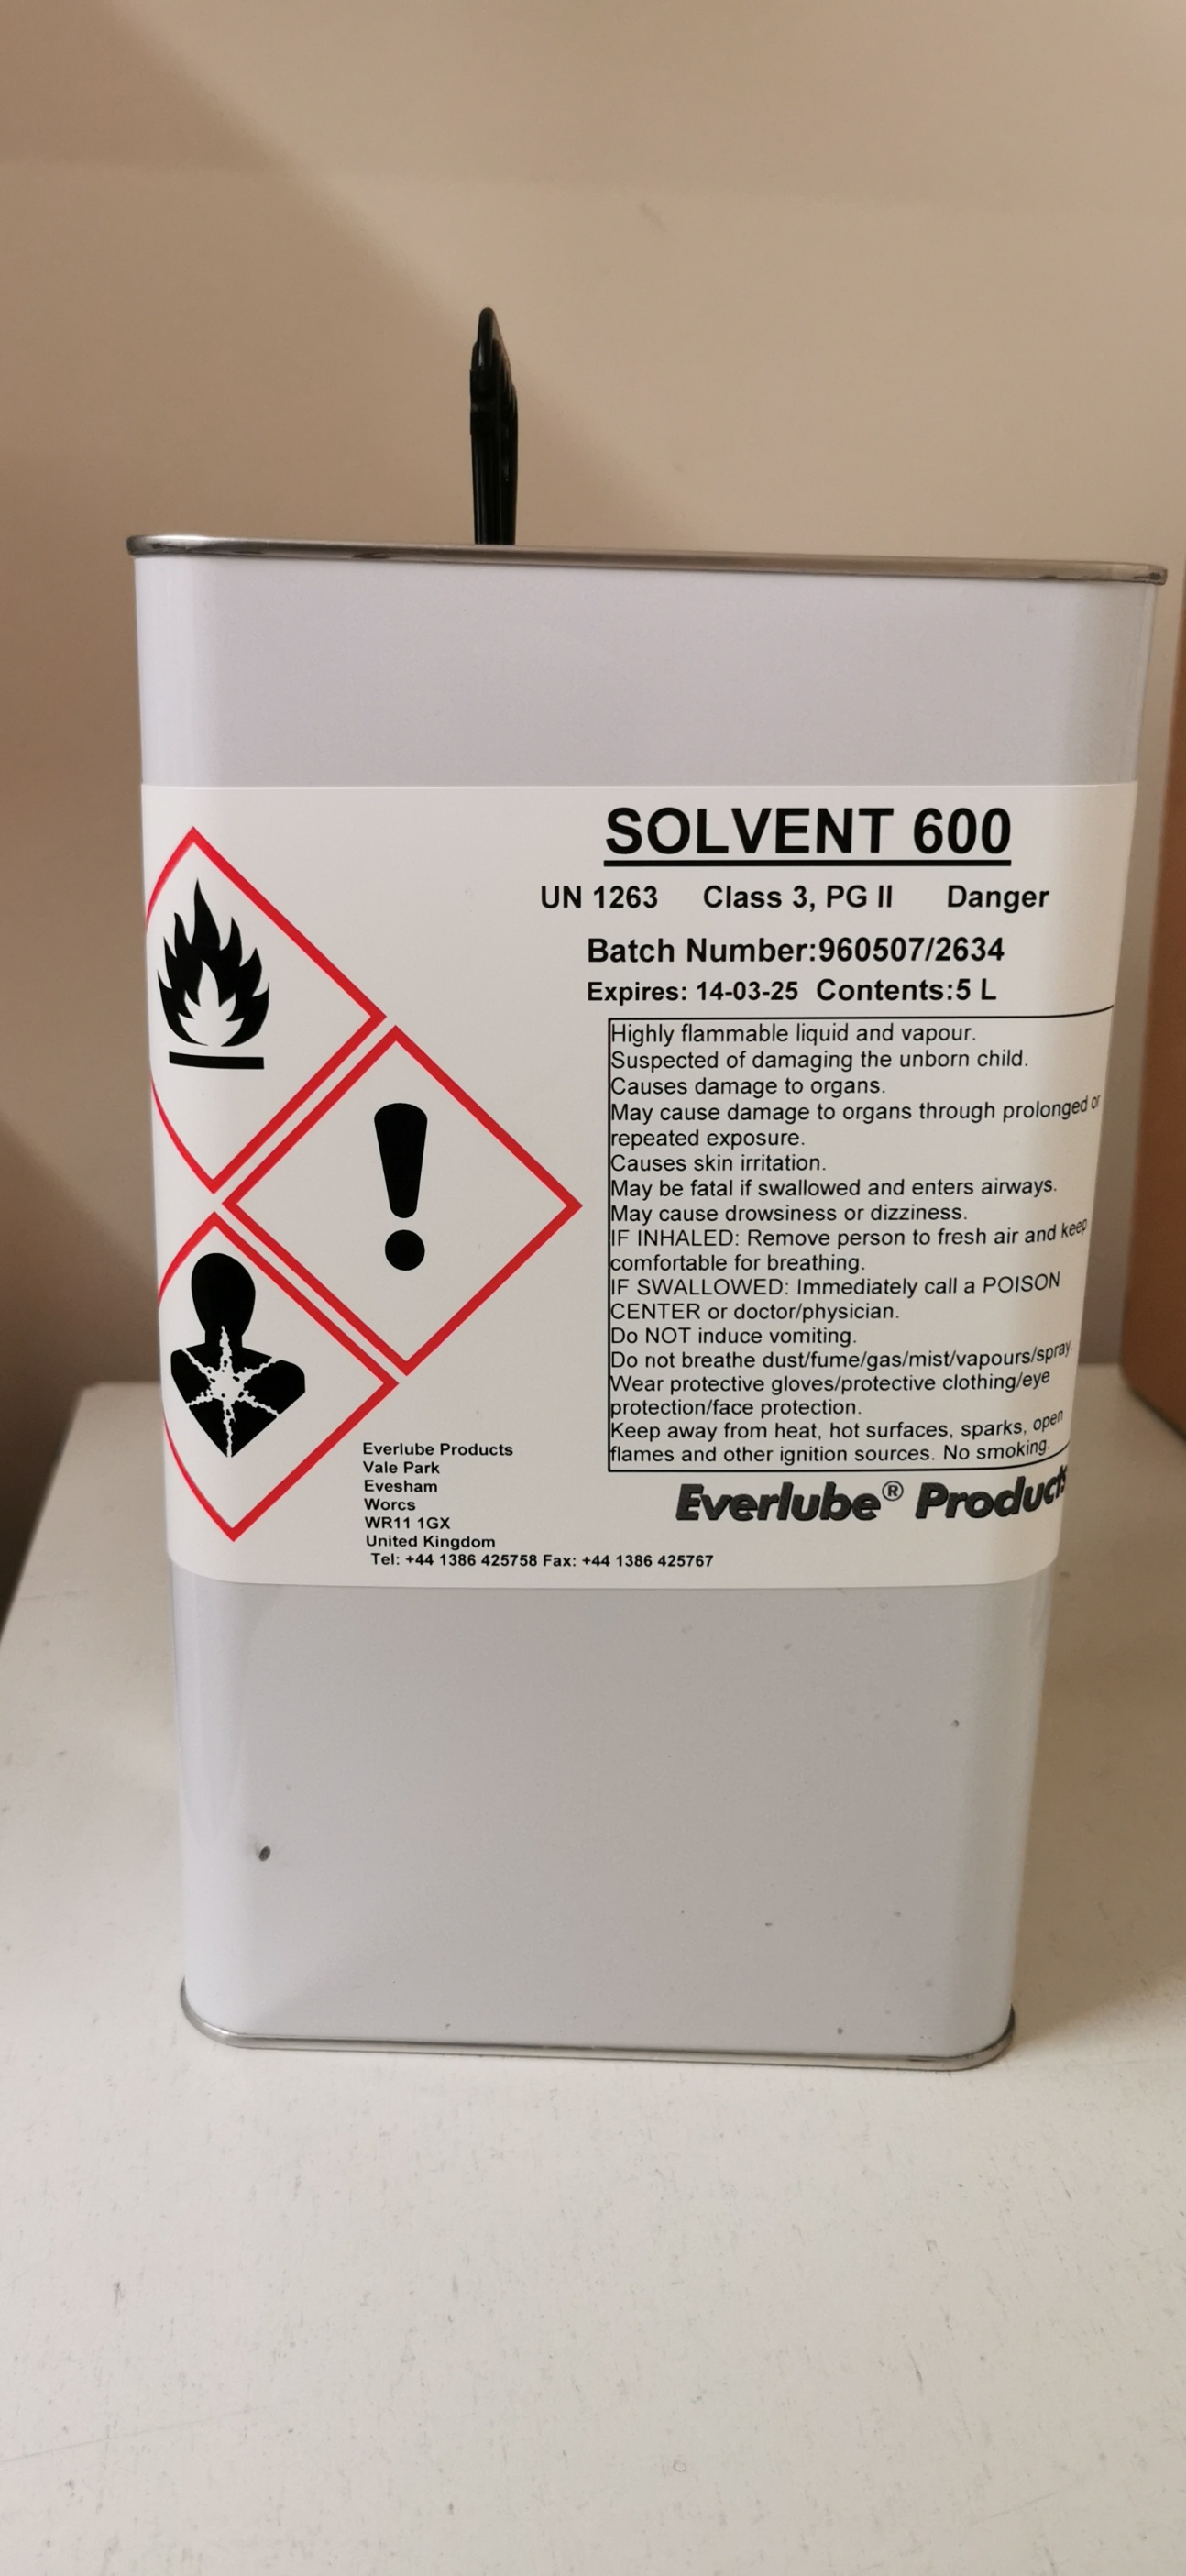 SOLVENT 600
UN 1263 Class 3, PG II Danger
Batch Number:960507/2634
Expires: 14-03-25 Contents:5 L
Highly flammable liquid and vapour.
Suspected of damaging the unborn child.
Causes damage to organs.
May cause damage to organs through prolonged or
repeated exposure.
Causes skin irritation.
May be fatal if swallowed and enters airways.
May cause drowsiness or dizziness.
IF INHALED: Remove person to fresh air and keep
comfortable for breathing.
IF SWALLOWED: Immediately call a POISON
CENTER or doctor/physician.
Do NOT induce vomiting.
Do not breathe dust/fume/gas/mist/vapours/spray.
Wear protective gloves/protective clothing/eye
protection/face protection.
Keep away from heat, hot surfaces, sparks, open
flames and other ignition sources. No smoking.
Everlube® Products
Everlube Products
Vale Park
Evesham
Worcs
WR11 1GX
United Kingdom
Tel: +44 1386 425758 Fax: +44 1386 425767